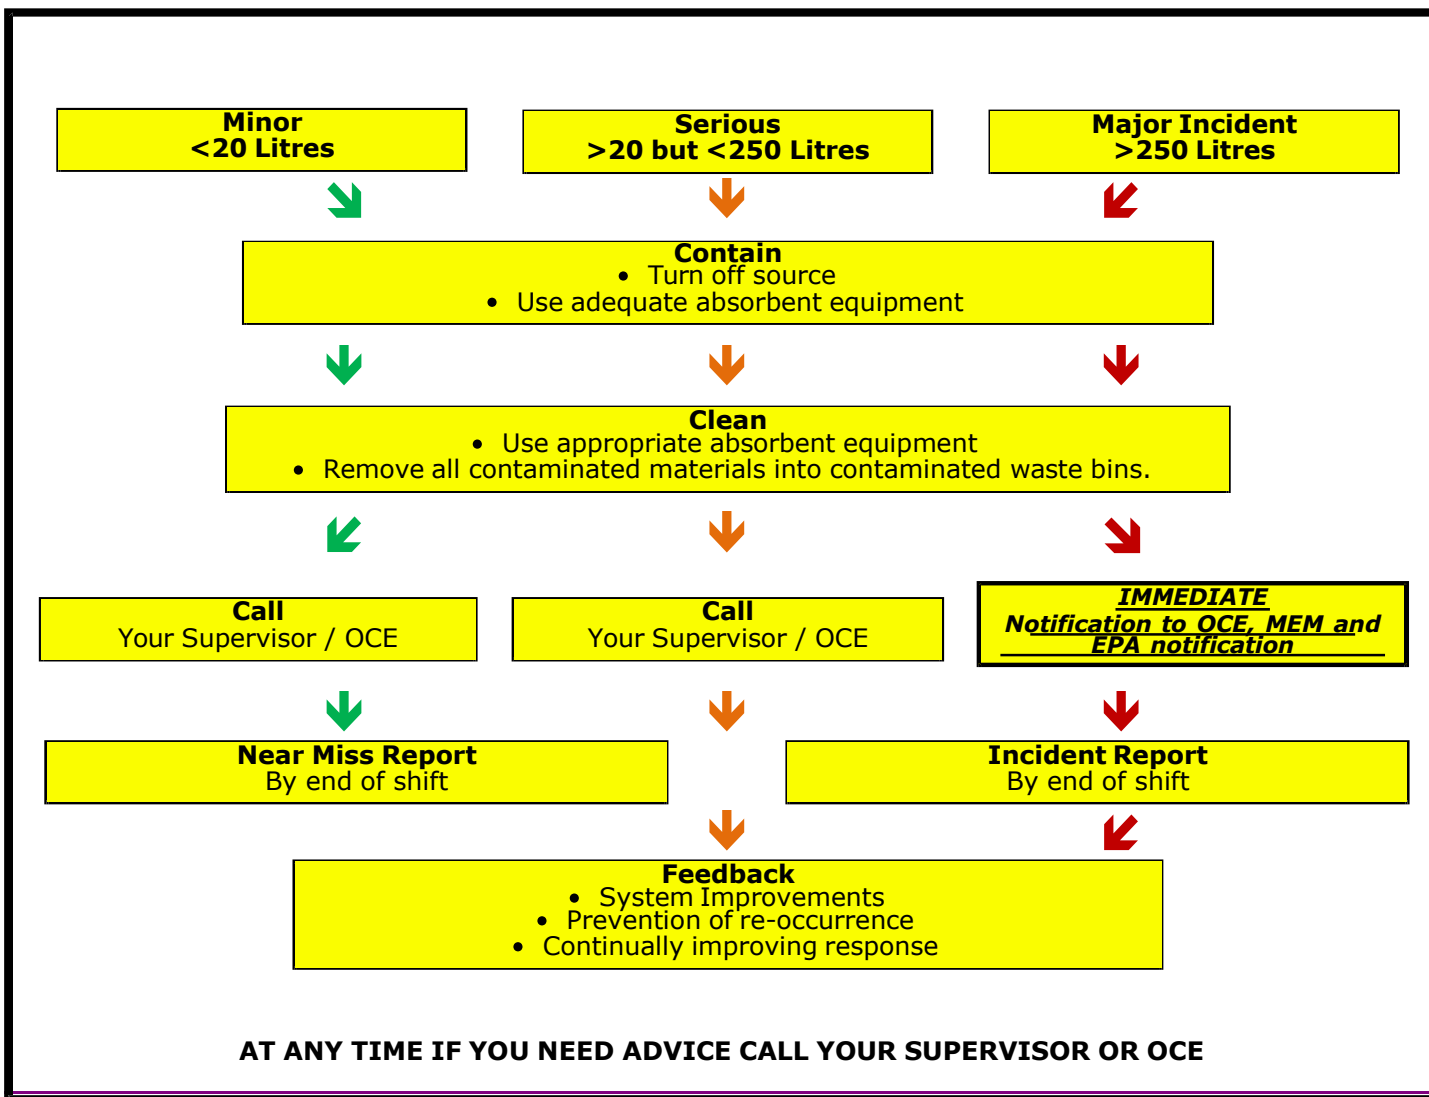 Minor
<20 Litres
Serious
>20 but <250 Litres
Major Incident
>250 Litres
Contain
• Turn off source
• Use adequate absorbent equipment
Clean
• Use appropriate absorbent equipment
• Remove all contaminated materials into contaminated waste bins.
Call
Your Supervisor / OCE
Call
Your Supervisor / OCE
IMMEDIATE
Notification to OCE, MEM and
EPA notification
Near Miss Report
By end of shift
Incident Report
By end of shift
Feedback
• System Improvements
• Prevention of re-occurrence
• Continually improving response
AT ANY TIME IF YOU NEED ADVICE CALL YOUR SUPERVISOR OR OCE